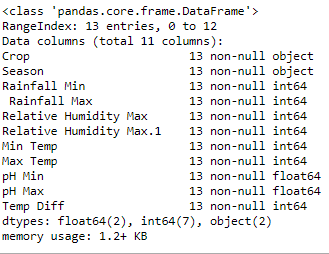 <class 'pandas.core.frame.DataFrame'>
RangeIndex: 13 entries, 0 to 12
Data columns (total 11 columns):
Crop                     13 non-null object
Season                   13 non-null object
Rainfall Min             13 non-null int64
 Rainfall Max            13 non-null int64
Relative Humidity Max    13 non-null int64
Relative Humidity Max.1  13 non-null int64
Min Temp                 13 non-null int64
Max Temp                 13 non-null int64
pH Min                   13 non-null float64
pH Max                   13 non-null float64
Temp Diff                13 non-null int64
dtypes: float64(2), int64(7), object(2)
memory usage: 1.2+ KB